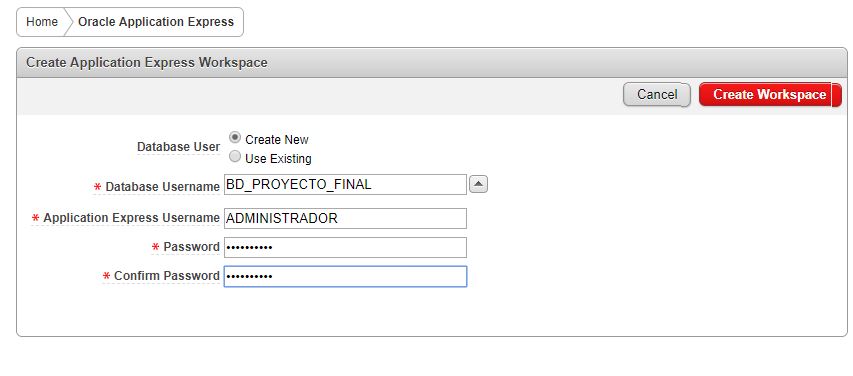 Home Oracle Application Express
Create Application Express Workspace
Cancel Create Workspace
Database User Create New
Use Existing
* Database Username BD_PROYECTO_FINAL
* Application Express Username ADMINISTRADOR
* Password ••••••••••
* Confirm Password ••••••••••